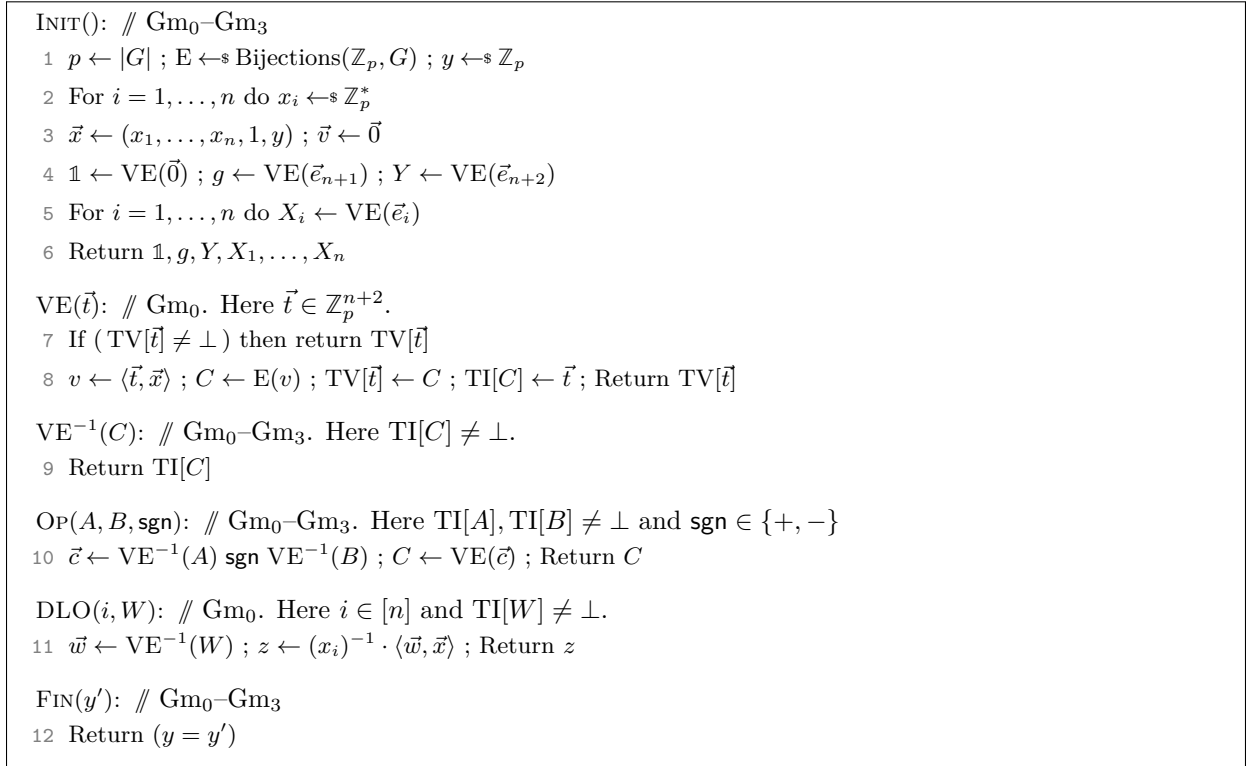 INIT(): // Gm₀–Gm₃
1 p ← |G| ; E ←$ Bijections(ℤₚ, G) ; y ←$ ℤₚ
2 For i = 1, . . . , n do xᵢ ←$ ℤₚ*
3 x⃗ ← (x₁, . . . , xₙ, 1, y) ; v⃗ ← 0⃗
4 𝟙 ← VE(0⃗) ; g ← VE(e⃗ₙ₊₁) ; Y ← VE(e⃗ₙ₊₂)
5 For i = 1, . . . , n do Xᵢ ← VE(e⃗ᵢ)
6 Return 𝟙, g, Y, X₁, . . . , Xₙ
VE(t⃗): // Gm₀. Here t⃗ ∈ ℤₚⁿ⁺².
7 If ( TV[t⃗] ≠ ⊥ ) then return TV[t⃗]
8 v ← ⟨t⃗, x⃗⟩ ; C ← E(v) ; TV[t⃗] ← C ; TI[C] ← t⃗ ; Return TV[t⃗]
VE⁻¹(C): // Gm₀–Gm₃. Here TI[C] ≠ ⊥.
9 Return TI[C]
OP(A, B, sgn): // Gm₀–Gm₃. Here TI[A], TI[B] ≠ ⊥ and sgn ∈ {+, −}
10 c⃗ ← VE⁻¹(A) sgn VE⁻¹(B) ; C ← VE(c⃗) ; Return C
DLO(i, W): // Gm₀. Here i ∈ [n] and TI[W] ≠ ⊥.
11 w⃗ ← VE⁻¹(W) ; z ← (xᵢ)⁻¹ · ⟨w⃗, x⃗⟩ ; Return z
FIN(y′): // Gm₀–Gm₃
12 Return (y = y′)